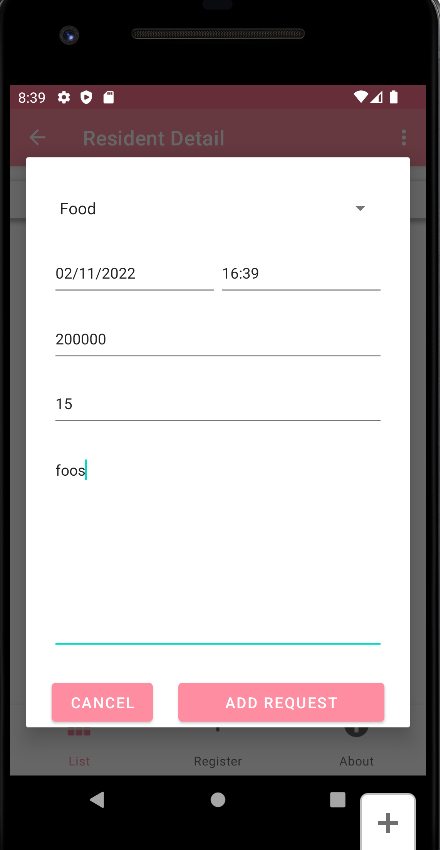 8:39
Resident Detail
Food
02/11/2022 16:39
200000
15
foos
CANCEL ADD REQUEST
List Register About